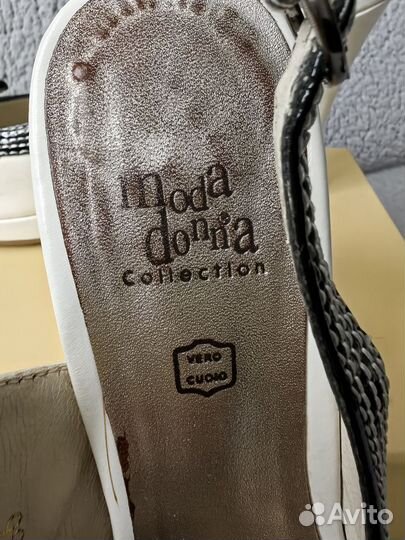 moda
donna
Collection
VERO
CUOIO
Avito